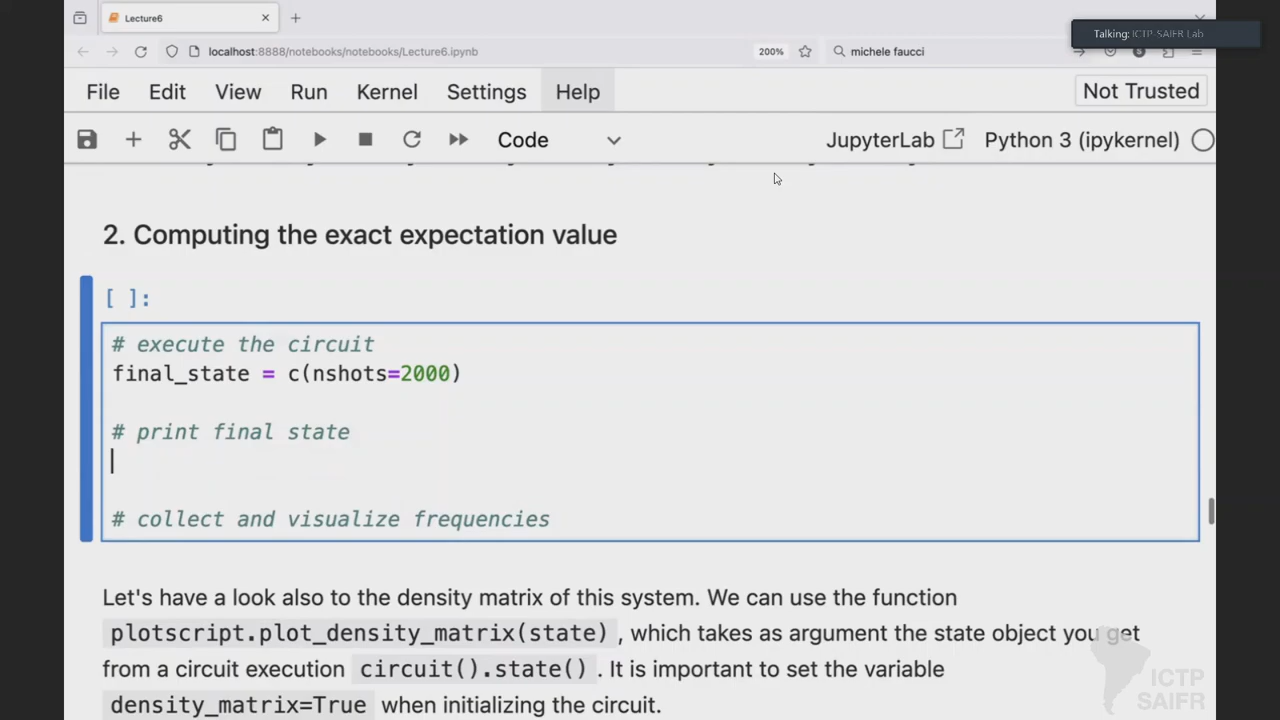 Lecture6
Talking: ICTP-SAIFR Lab
localhost:8888/notebooks/notebooks/Lecture6.ipynb
200%
michele faucci
File Edit View Run Kernel Settings Help
Not Trusted
Code
JupyterLab
Python 3 (ipykernel)
2. Computing the exact expectation value
[ ]:
# execute the circuit
final_state = c(nshots=2000)
# print final state
# collect and visualize frequencies
Let's have a look also to the density matrix of this system. We can use the function
plotscript.plot_density_matrix(state) , which takes as argument the state object you get
from a circuit execution circuit().state() . It is important to set the variable
density_matrix=True when initializing the circuit.
ICTP
SAIFR